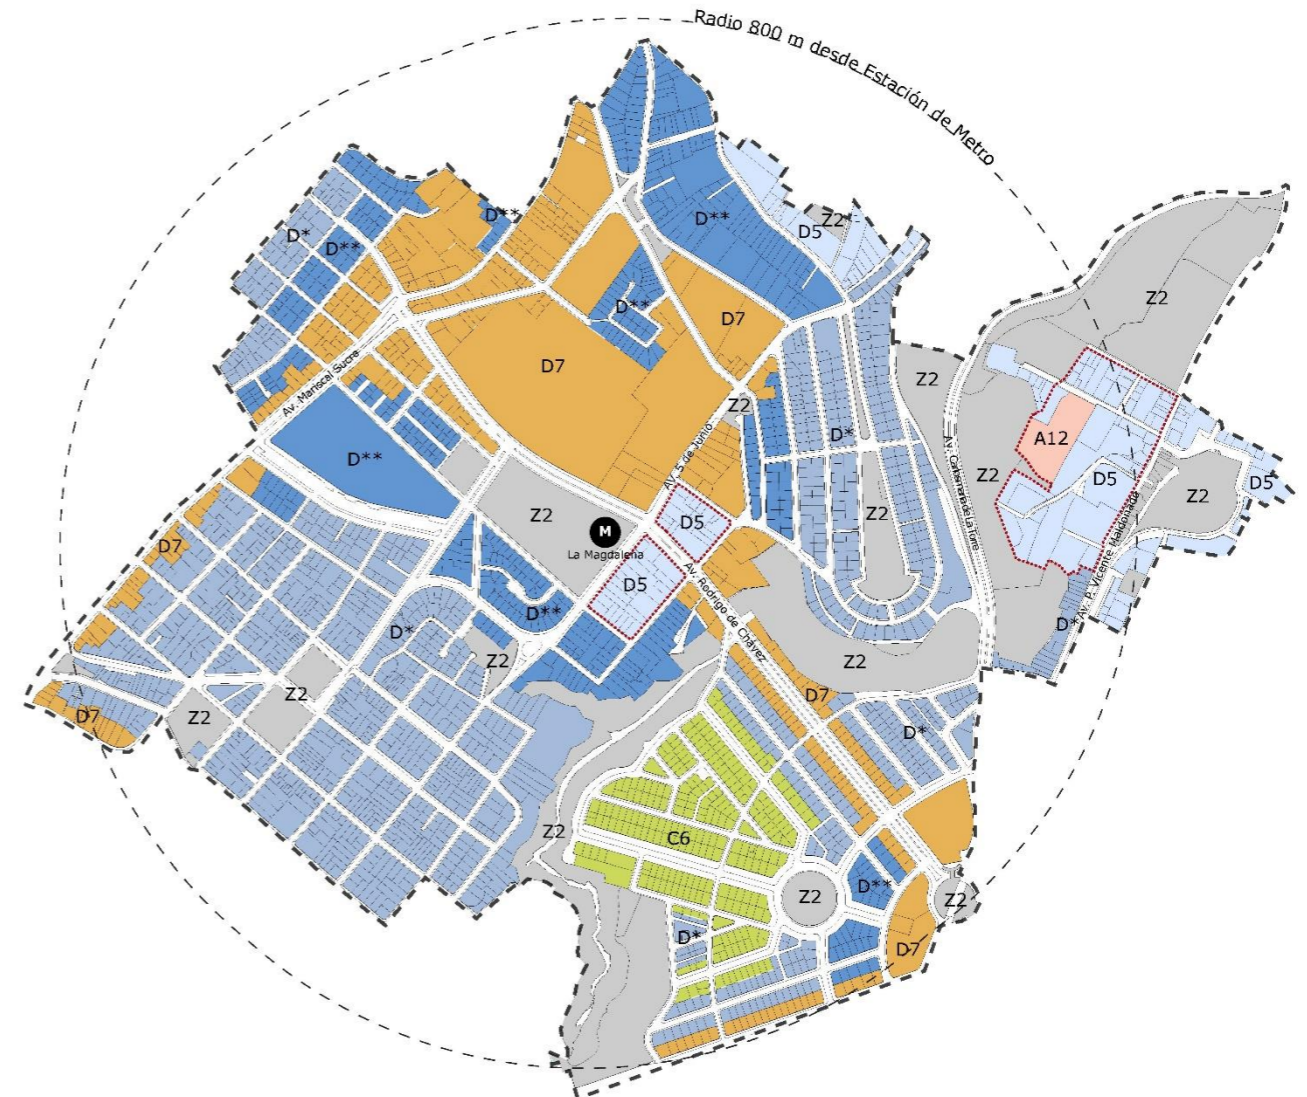 Radio 800 m desde Estación de Metro
D**
D**
D5
Z2
D*
D**
Z2
D**
D7
D7
Av. Mariscal Sucre
Z2
Z2
A12
D*
D**
Av. 5 de Junio
Z2
D5
D5
Z2
Z2
D5
Z2
M
La Magdalena
D7
D5
Av. Rodrigo de Chávez
Av. P. Vicente Maldonado
D**
D*
D*
Z2
Z2
Z2
D7
D7
Z2
D*
Z2
C6
D**
Z2
Z2
D*
D7